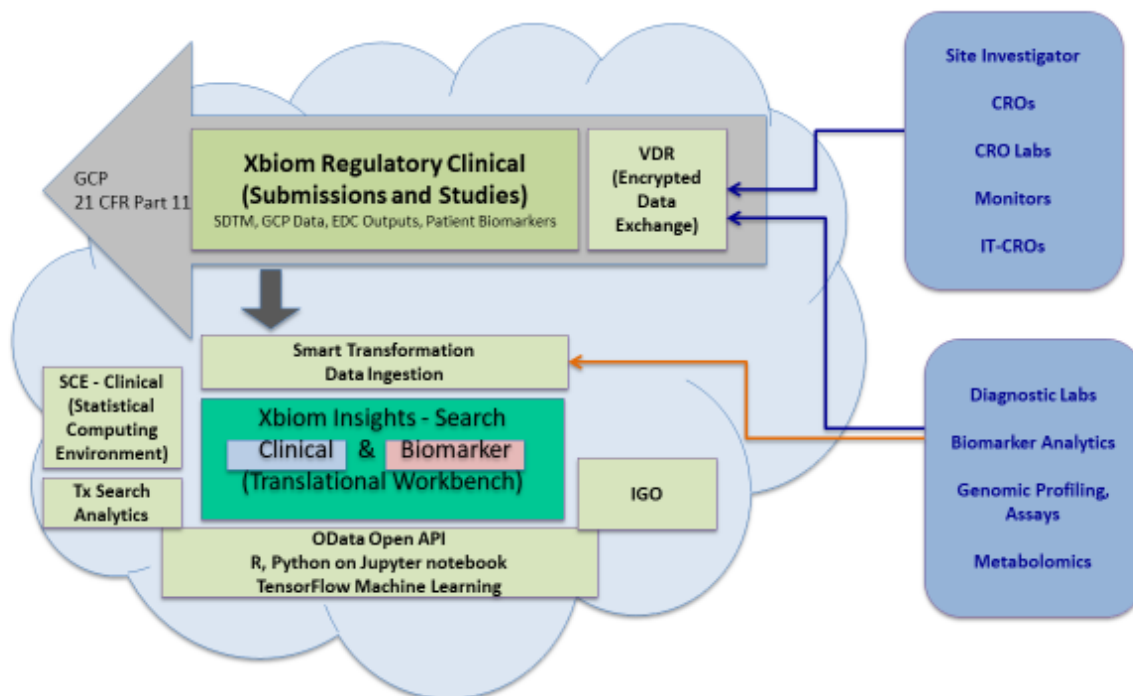 GCP
21 CFR Part 11
Xbiom Regulatory Clinical
(Submissions and Studies)
SDTM, GCP Data, EDC Outputs, Patient Biomarkers
VDR
(Encrypted
Data
Exchange)
Site Investigator
CROs
CRO Labs
Monitors
IT-CROs
Smart Transformation
Data Ingestion
SCE - Clinical
(Statistical
Computing
Environment)
Tx Search
Analytics
Xbiom Insights - Search
Clinical & Biomarker
(Translational Workbench)
IGO
OData Open API
R, Python on Jupyter notebook
TensorFlow Machine Learning
Diagnostic Labs
Biomarker Analytics
Genomic Profiling,
Assays
Metabolomics